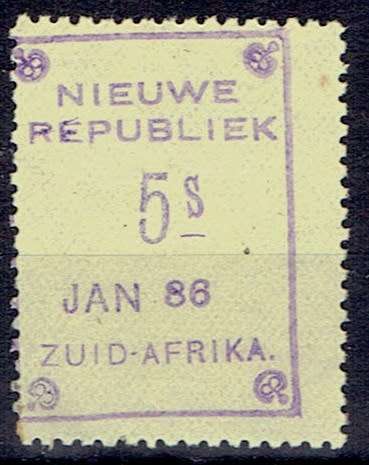 NIEUWE
REPUBLIEK
5s
JAN 86
ZUID-AFRIKA.